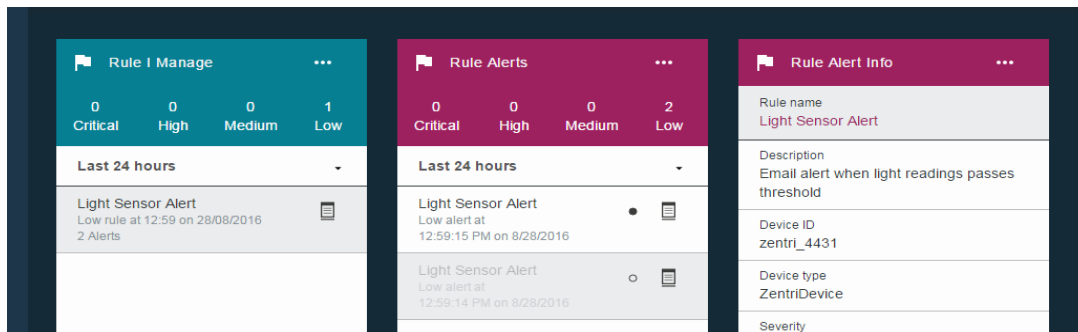 Rule I Manage
0 0 0 1
Critical High Medium Low
Last 24 hours
Light Sensor Alert
Low rule at 12:59 on 28/08/2016
2 Alerts
Rule Alerts
0 0 0 2
Critical High Medium Low
Last 24 hours
Light Sensor Alert
Low alert at
12:59:15 PM on 8/28/2016
Light Sensor Alert
Low alert at
12:59:14 PM on 8/28/2016
Rule Alert Info
Rule name
Light Sensor Alert
Description
Email alert when light readings passes
threshold
Device ID
zentri_4431
Device type
ZentriDevice
Severity